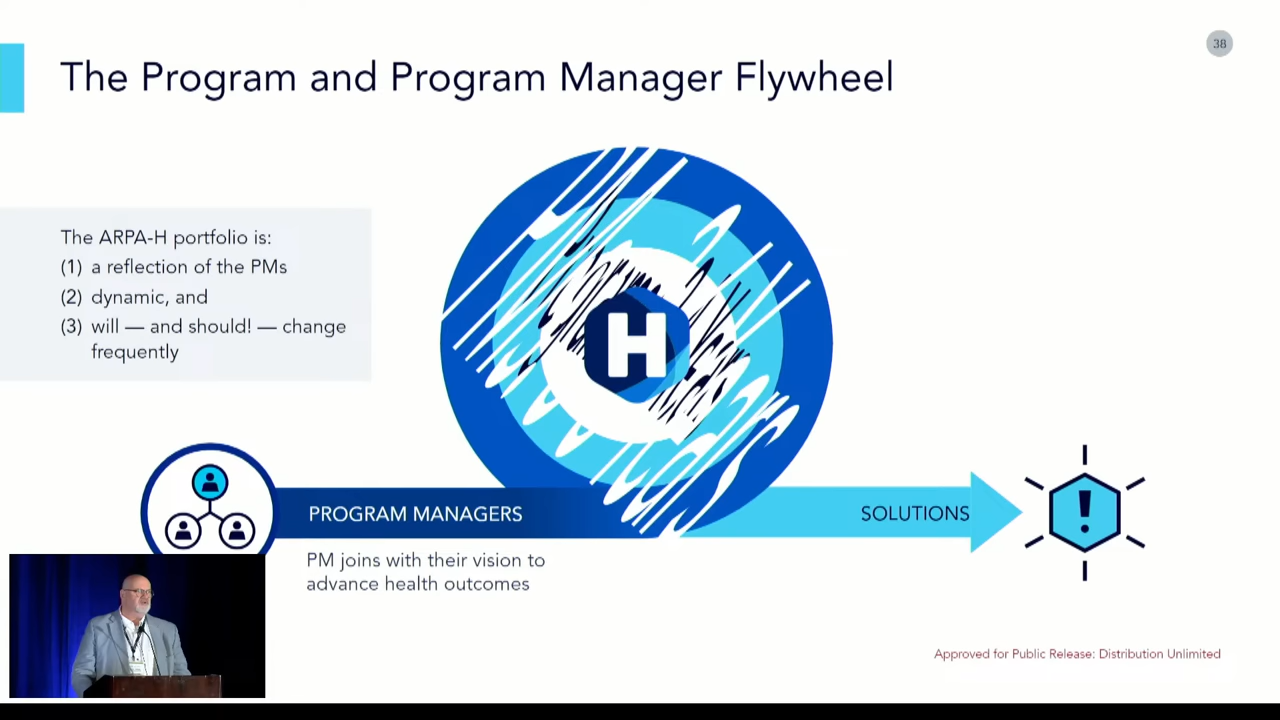 38
The Program and Program Manager Flywheel
The ARPA-H portfolio is:
(1) a reflection of the PMs
(2) dynamic, and
(3) will — and should! — change
frequently
H
PROGRAM MANAGERS
SOLUTIONS
!
PM joins with their vision to
advance health outcomes
Approved for Public Release: Distribution Unlimited